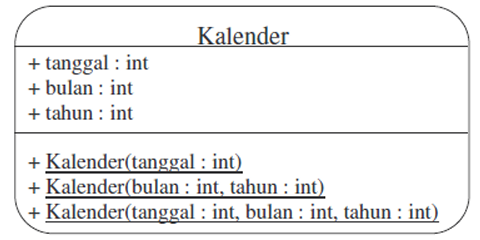 Kalender
+ tanggal : int
+ bulan : int
+ tahun : int
+ Kalender(tanggal : int)
+ Kalender(bulan : int, tahun : int)
+ Kalender(tanggal : int, bulan : int, tahun : int)